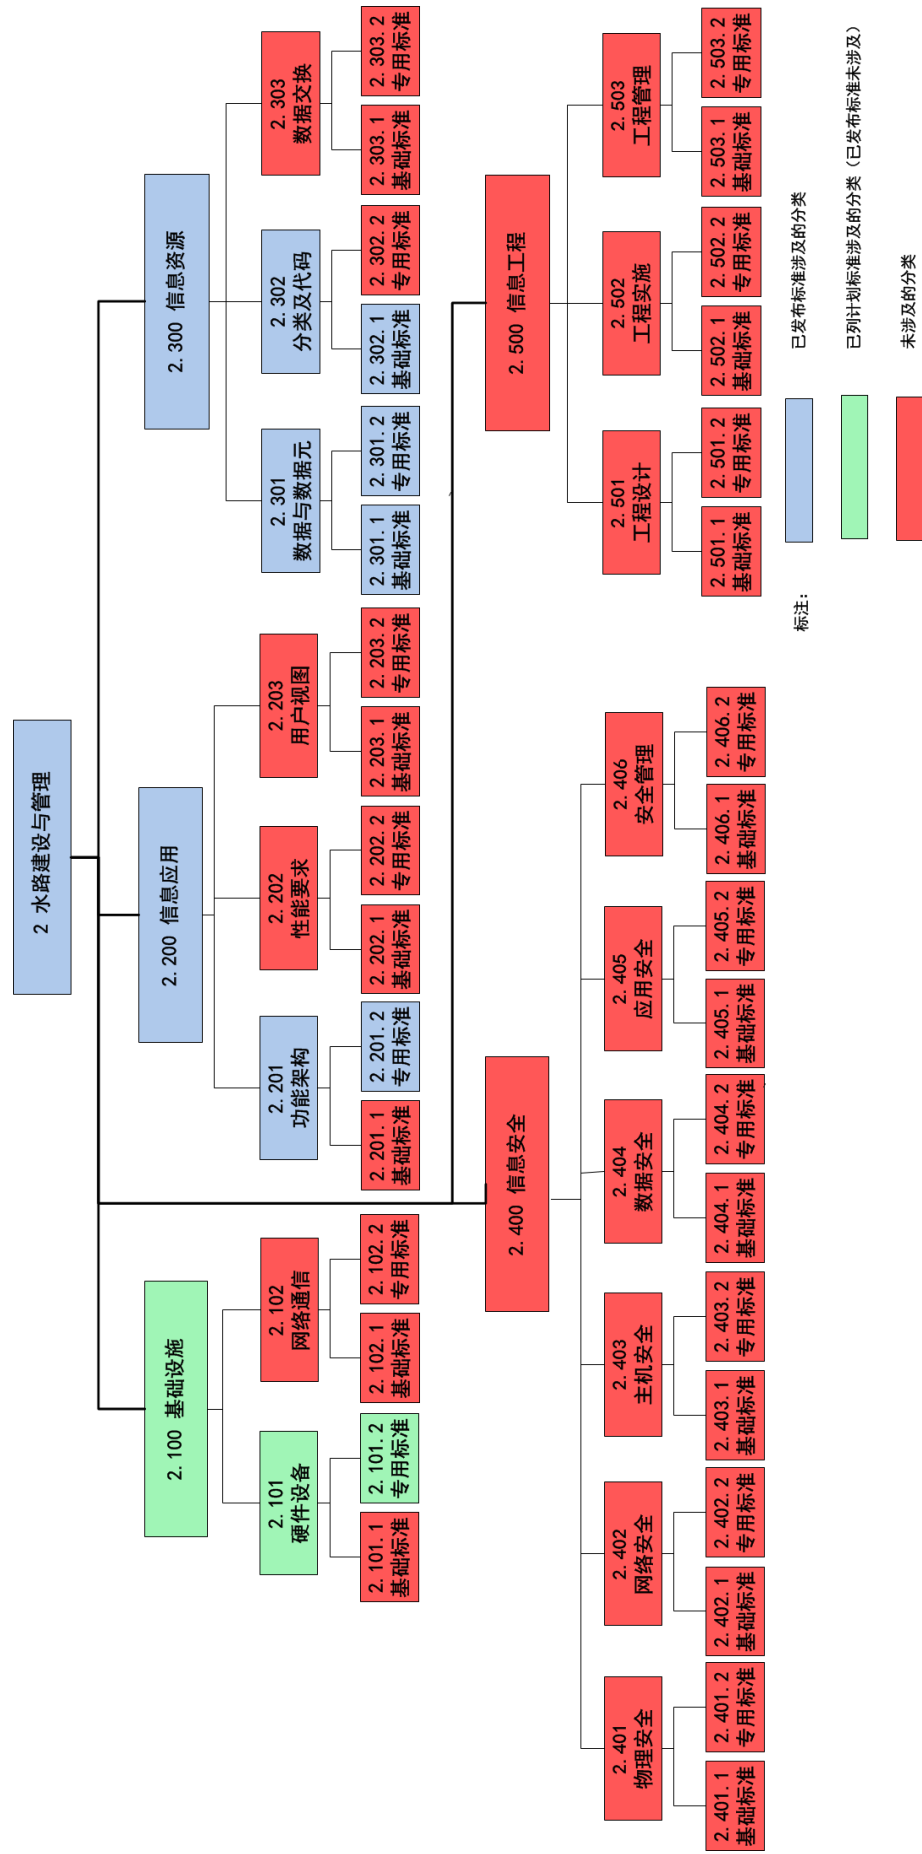 2 水路建设与管理
2.100 基础设施
2.200 信息应用
2.300 信息资源
2.101
硬件设备
2.102
网络通信
2.201
功能架构
2.202
性能要求
2.203
用户视图
2.301
数据与数据元
2.302
分类及代码
2.303
数据交换
2.101.1
基础标准
2.101.2
专用标准
2.102.1
基础标准
2.102.2
专用标准
2.201.1
基础标准
2.201.2
专用标准
2.202.1
基础标准
2.202.2
专用标准
2.203.1
基础标准
2.203.2
专用标准
2.301.1
基础标准
2.301.2
专用标准
2.302.1
基础标准
2.302.2
专用标准
2.303.1
基础标准
2.303.2
专用标准
2.400 信息安全
2.500 信息工程
2.401
物理安全
2.402
网络安全
2.403
主机安全
2.404
数据安全
2.405
应用安全
2.406
安全管理
2.501
工程设计
2.502
工程实施
2.503
工程管理
2.401.1
基础标准
2.401.2
专用标准
2.402.1
基础标准
2.402.2
专用标准
2.403.1
基础标准
2.403.2
专用标准
2.404.1
基础标准
2.404.2
专用标准
2.405.1
基础标准
2.405.2
专用标准
2.406.1
基础标准
2.406.2
专用标准
2.501.1
基础标准
2.501.2
专用标准
2.502.1
基础标准
2.502.2
专用标准
2.503.1
基础标准
2.503.2
专用标准
标注:
已发布标准涉及的分类
已列计划标准涉及的分类（已发布标准未涉及）
未涉及的分类